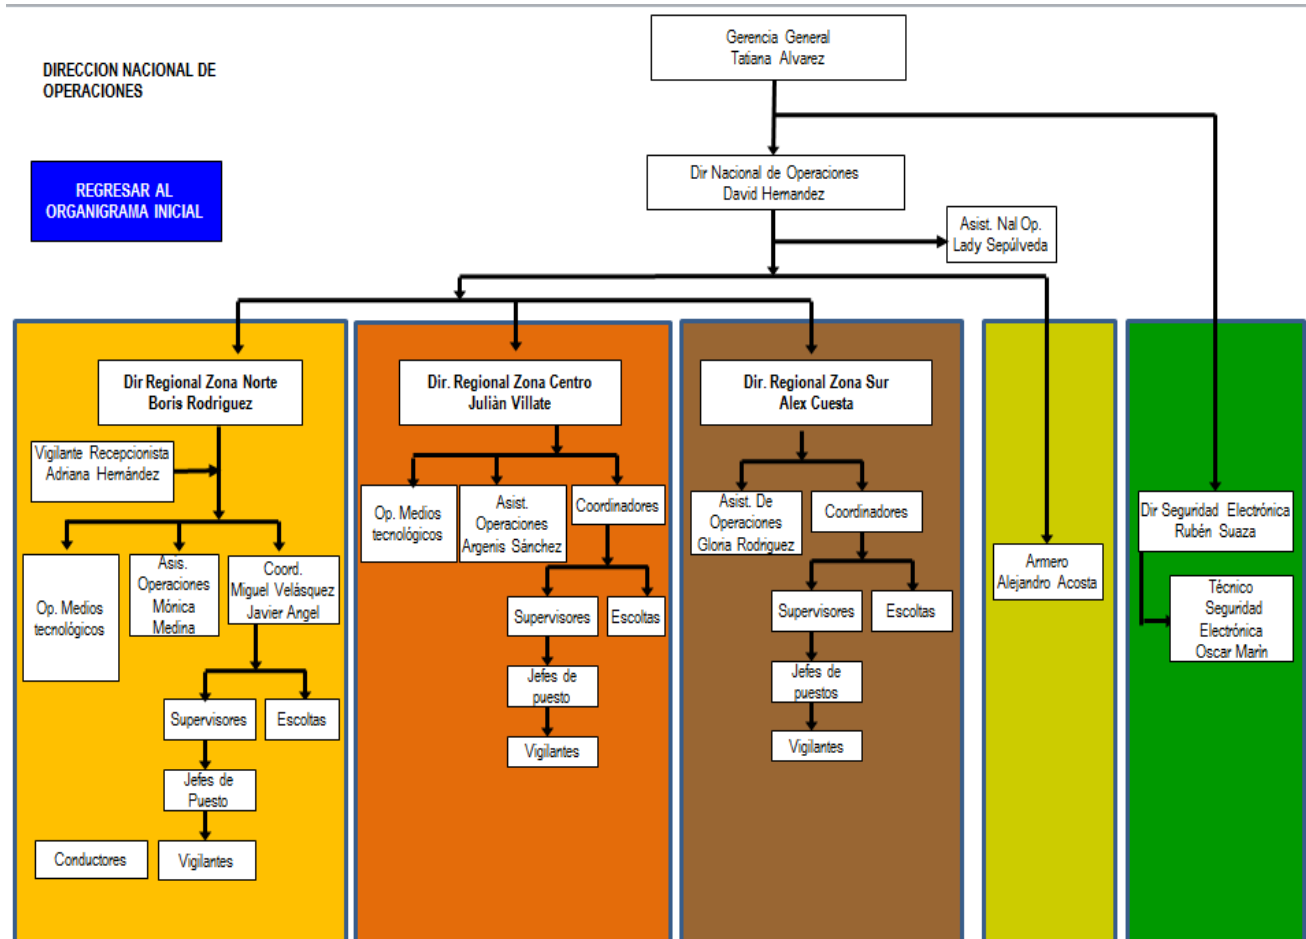 Gerencia General
Tatiana Alvarez
DIRECCION NACIONAL DE
OPERACIONES
REGRESAR AL
ORGANIGRAMA INICIAL
Dir Nacional de Operaciones
David Hernandez
Asist. Nal Op.
Lady Sepúlveda
Dir Regional Zona Norte
Boris Rodriguez
Vigilante Recepcionista
Adriana Hernández
Op. Medios
tecnológicos
Asis.
Operaciones
Mónica
Medina
Coord.
Miguel Velásquez
Javier Angel
Supervisores
Escoltas
Jefes de
Puesto
Conductores
Vigilantes
Dir. Regional Zona Centro
Julián Villate
Op. Medios
tecnológicos
Asist.
Operaciones
Argenis Sánchez
Coordinadores
Supervisores
Escoltas
Jefes de
puesto
Vigilantes
Dir. Regional Zona Sur
Alex Cuesta
Asist. De
Operaciones
Gloria Rodriguez
Coordinadores
Supervisores
Escoltas
Jefes de
puestos
Vigilantes
Armero
Alejandro Acosta
Dir Seguridad Electrónica
Rubén Suaza
Técnico
Seguridad
Electrónica
Oscar Marín